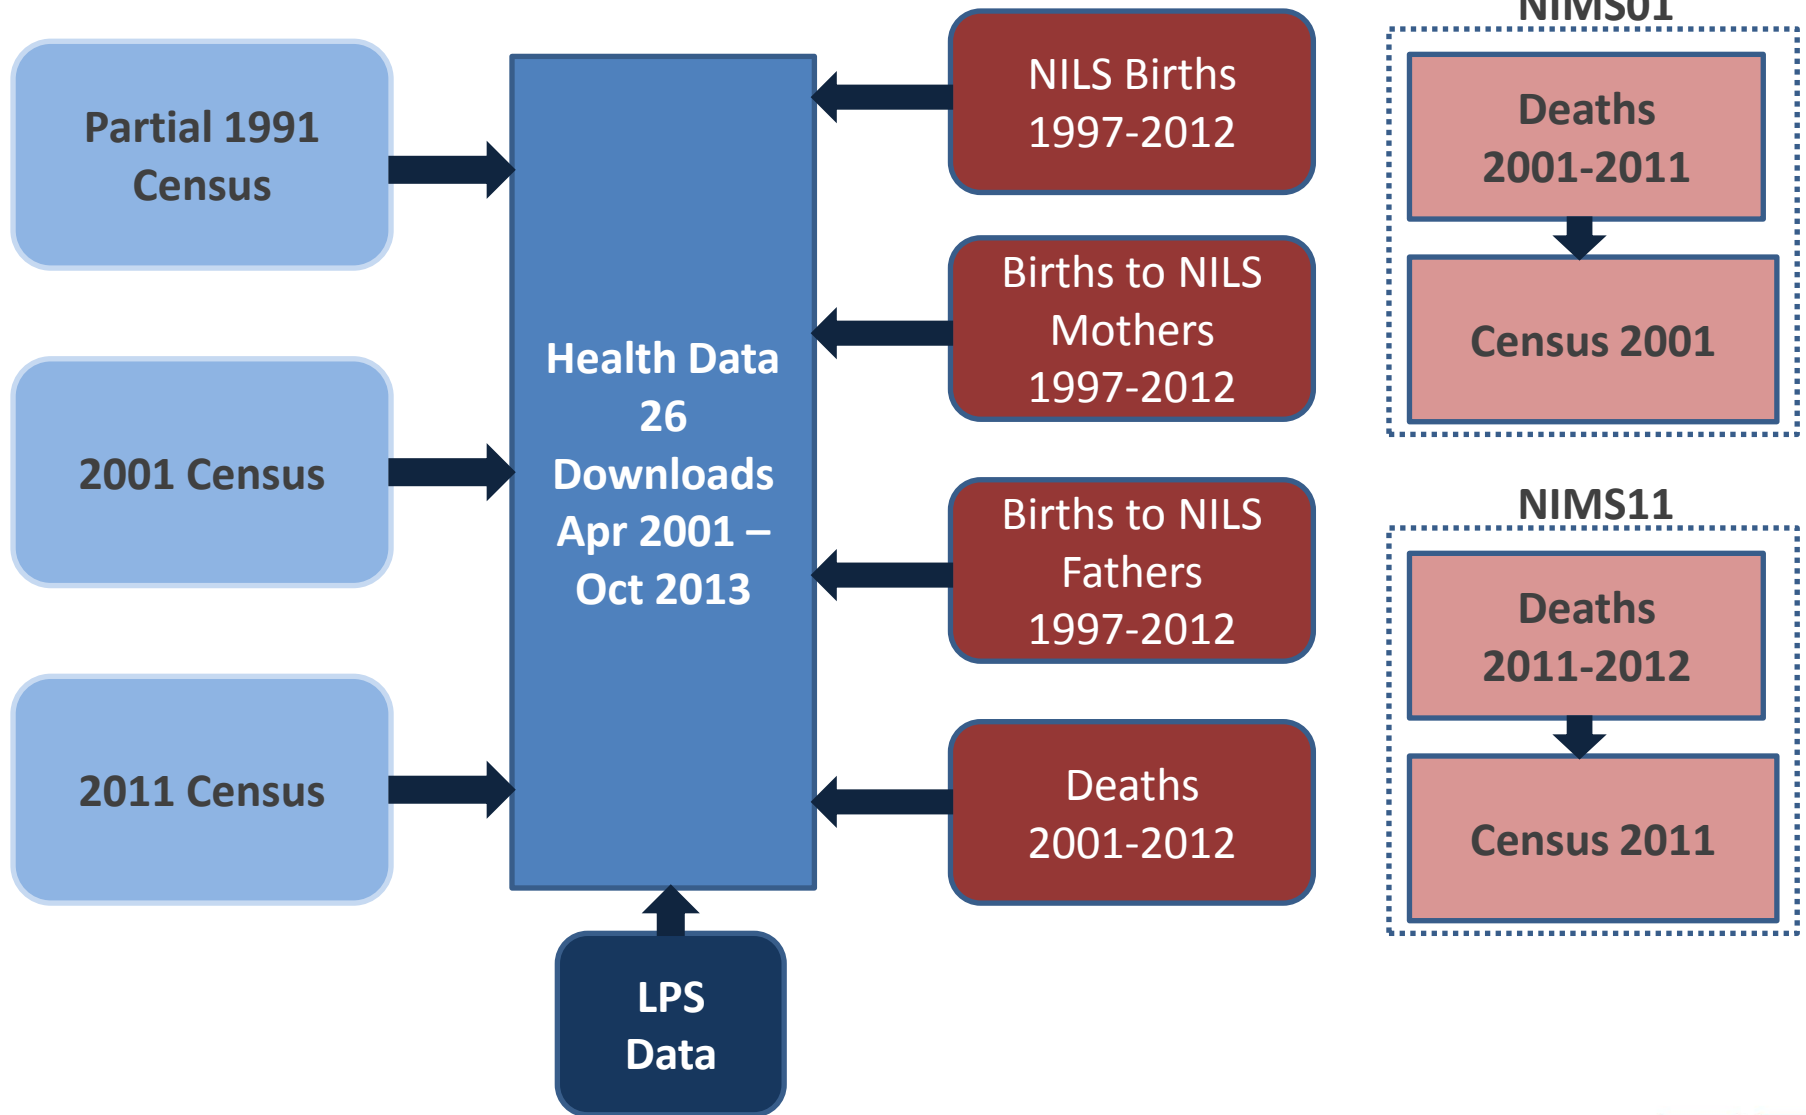 Partial 1991
Census
2001 Census
2011 Census
Health Data
26
Downloads
Apr 2001 –
Oct 2013
LPS
Data
NILS Births
1997-2012
Births to NILS
Mothers
1997-2012
Births to NILS
Fathers
1997-2012
Deaths
2001-2012
NIMS01
Deaths
2001-2011
Census 2001
NIMS11
Deaths
2011-2012
Census 2011